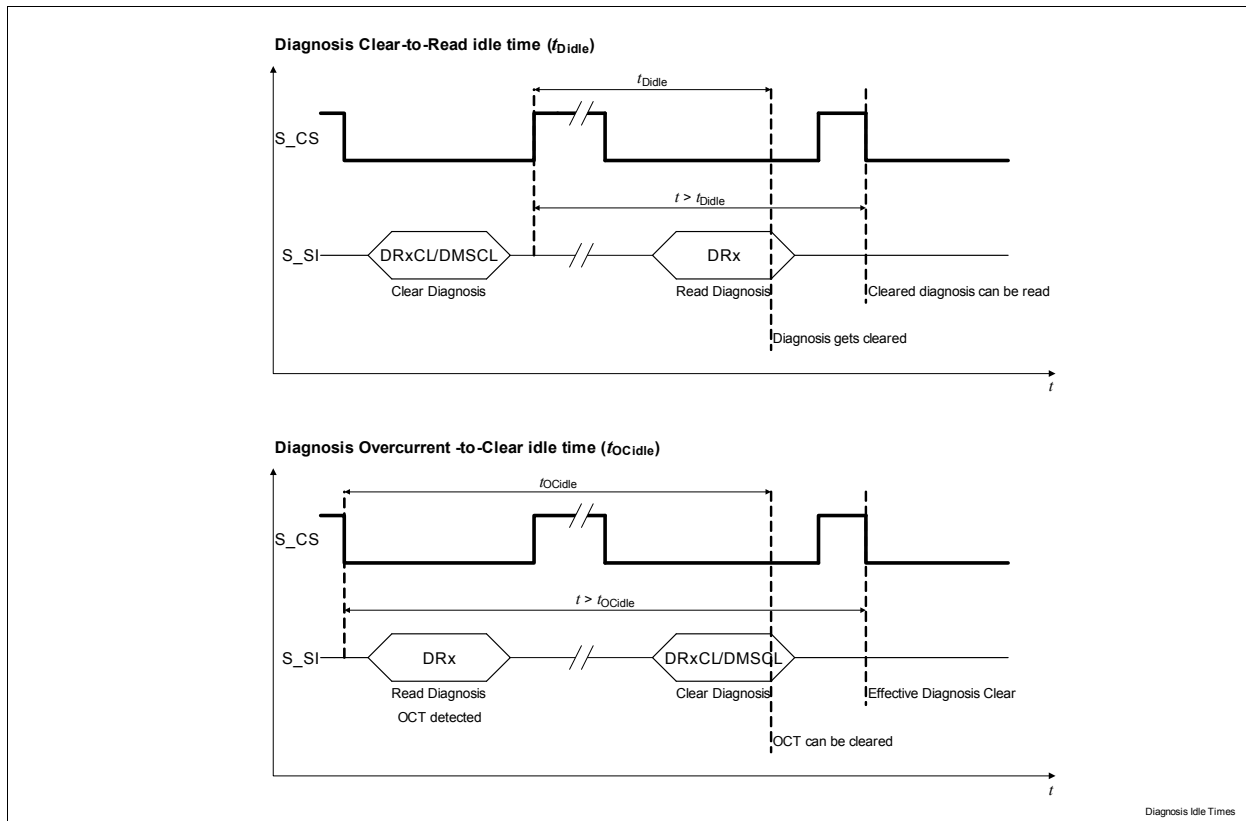 Diagnosis Clear-to-Read idle time (tDidle)
tDidle
S_CS
t > tDidle
S_SI
DRxCL/DMSCL
DRx
Clear Diagnosis
Read Diagnosis
Cleared diagnosis can be read
Diagnosis gets cleared
t
Diagnosis Overcurrent -to-Clear idle time (tOCidle)
tOCidle
S_CS
t > tOCidle
S_SI
DRx
DRxCL/DMSCL
Read Diagnosis
Clear Diagnosis
Effective Diagnosis Clear
OCT detected
OCT can be cleared
t
Diagnosis Idle Times